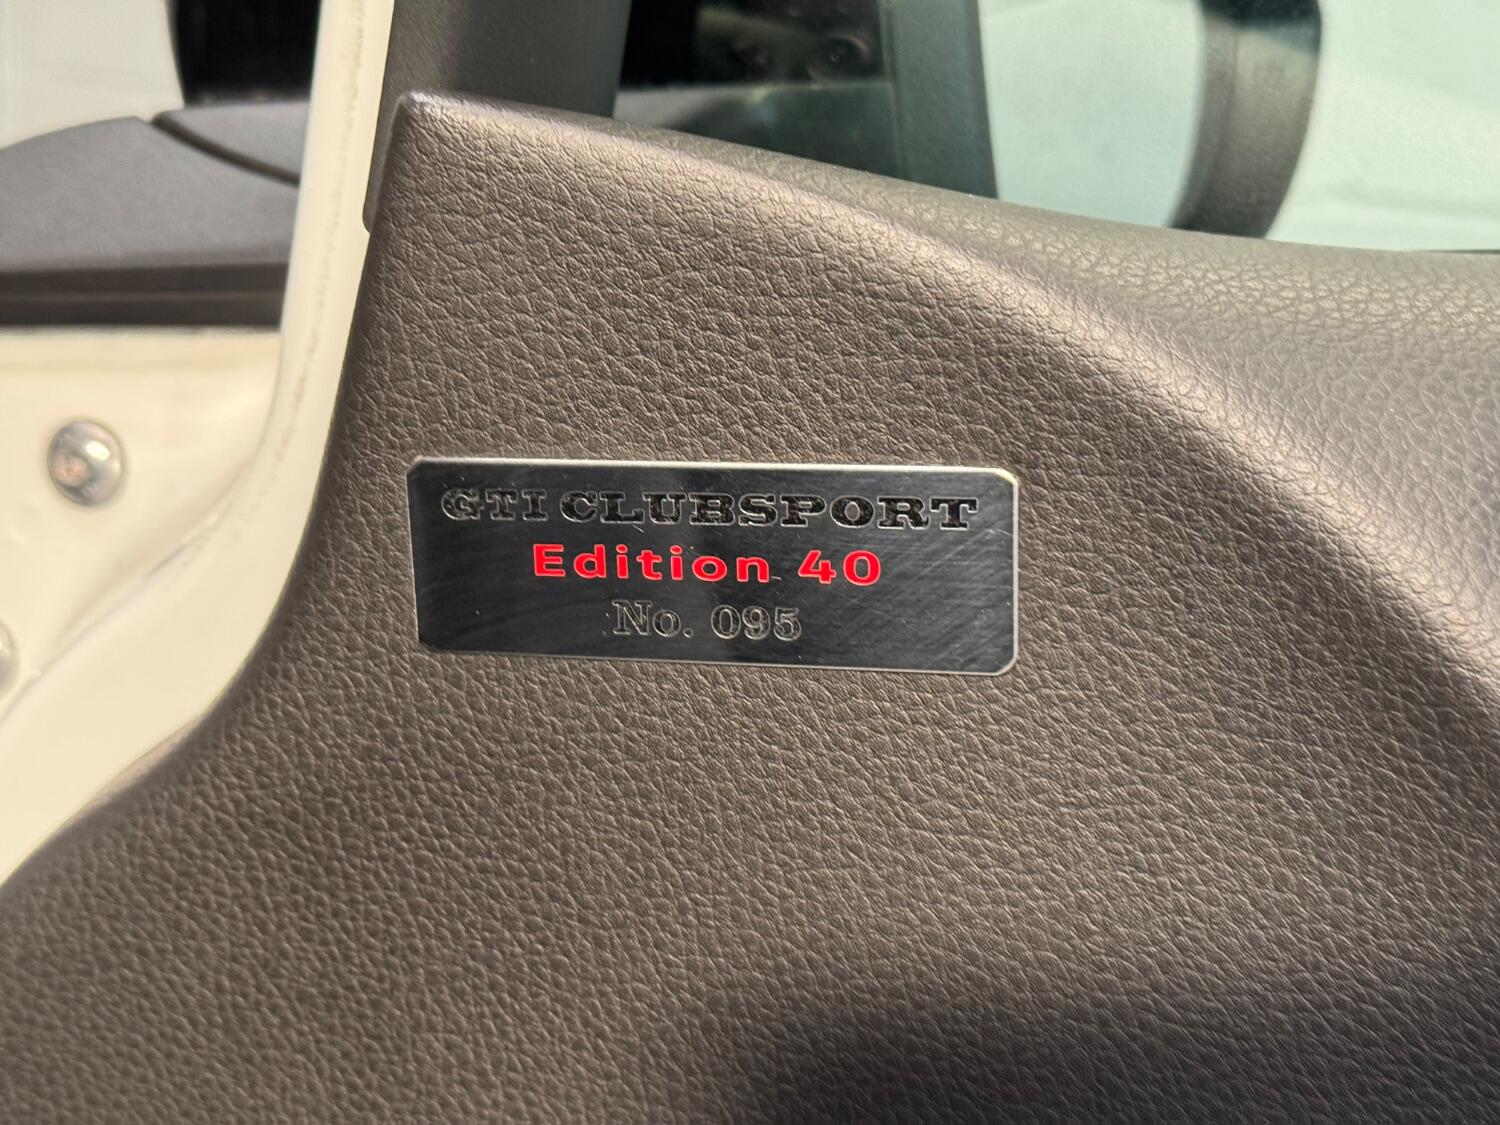 GTI CLUBSPORT
Edition 40
No. 095